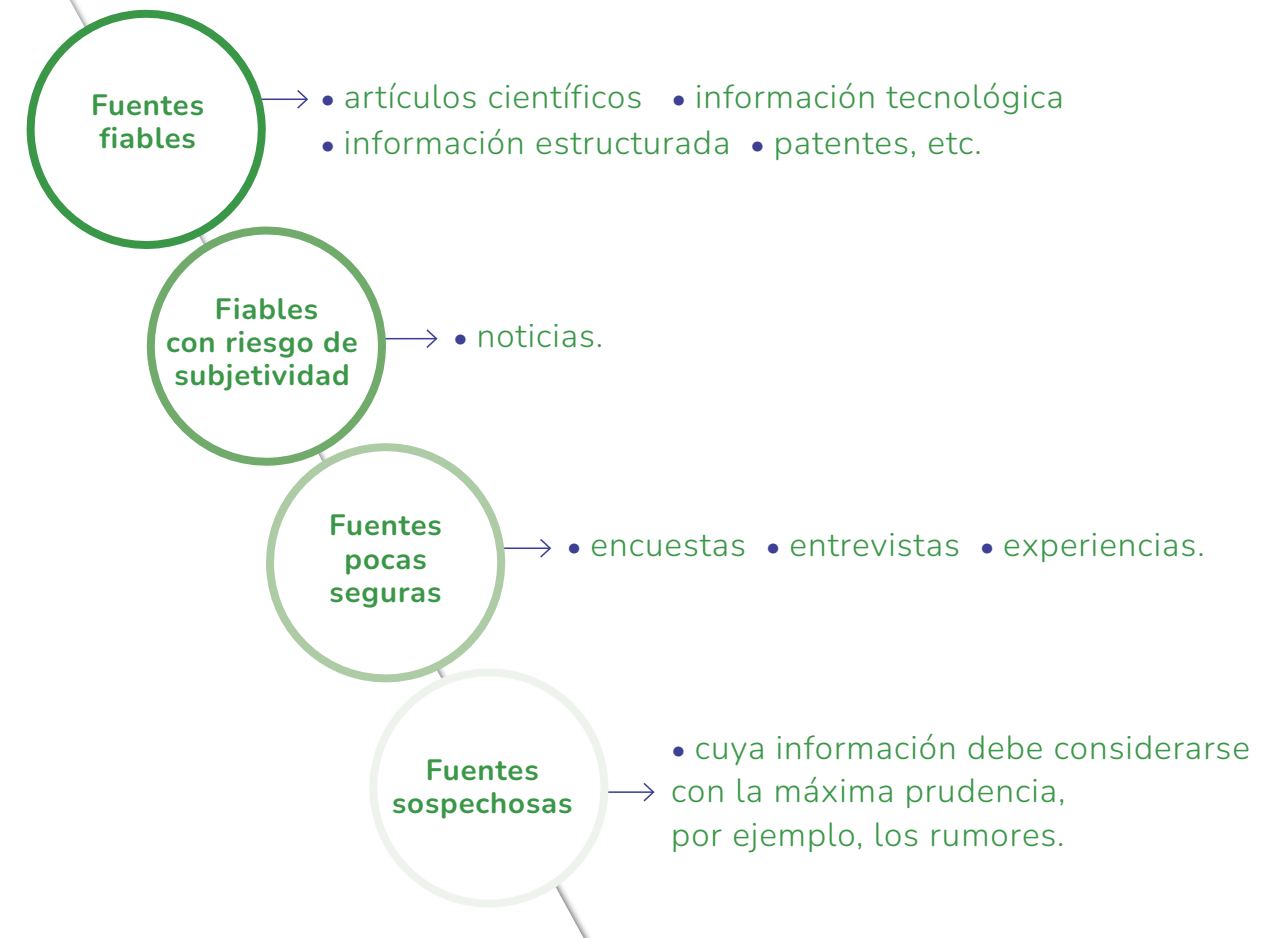 Fuentes
fiables
• artículos científicos • información tecnológica
• información estructurada • patentes, etc.
Fiables
con riesgo de
subjetividad
• noticias.
Fuentes
pocas
seguras
• encuestas • entrevistas • experiencias.
Fuentes
sospechosas
• cuya información debe considerarse
con la máxima prudencia,
por ejemplo, los rumores.